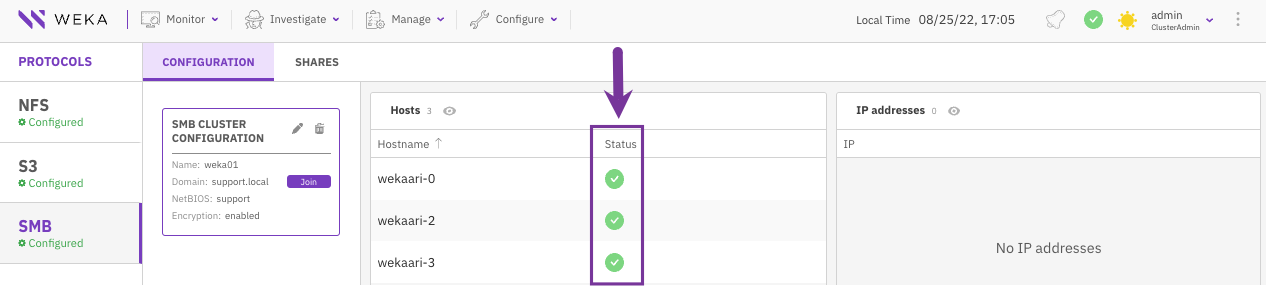 WEKA
Monitor
Investigate
Manage
Configure
Local Time 08/25/22, 17:05
admin
ClusterAdmin
PROTOCOLS
CONFIGURATION
SHARES
NFS
Configured
S3
Configured
SMB
Configured
SMB CLUSTER
CONFIGURATION
Name: weka01
Domain: support.local
Join
NetBIOS: support
Encryption: enabled
Hosts 3
Hostname
Status
wekaari-0
wekaari-2
wekaari-3
IP addresses 0
IP
No IP addresses